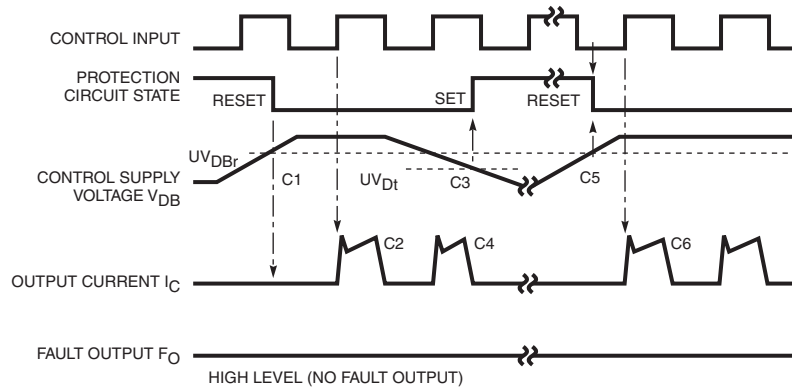 CONTROL INPUT
PROTECTION
CIRCUIT STATE
RESET
SET
RESET
UVDBr
CONTROL SUPPLY
VOLTAGE VDB
C1
UVDt
C3
C5
C2
C4
C6
OUTPUT CURRENT IC
FAULT OUTPUT FO
HIGH LEVEL (NO FAULT OUTPUT)